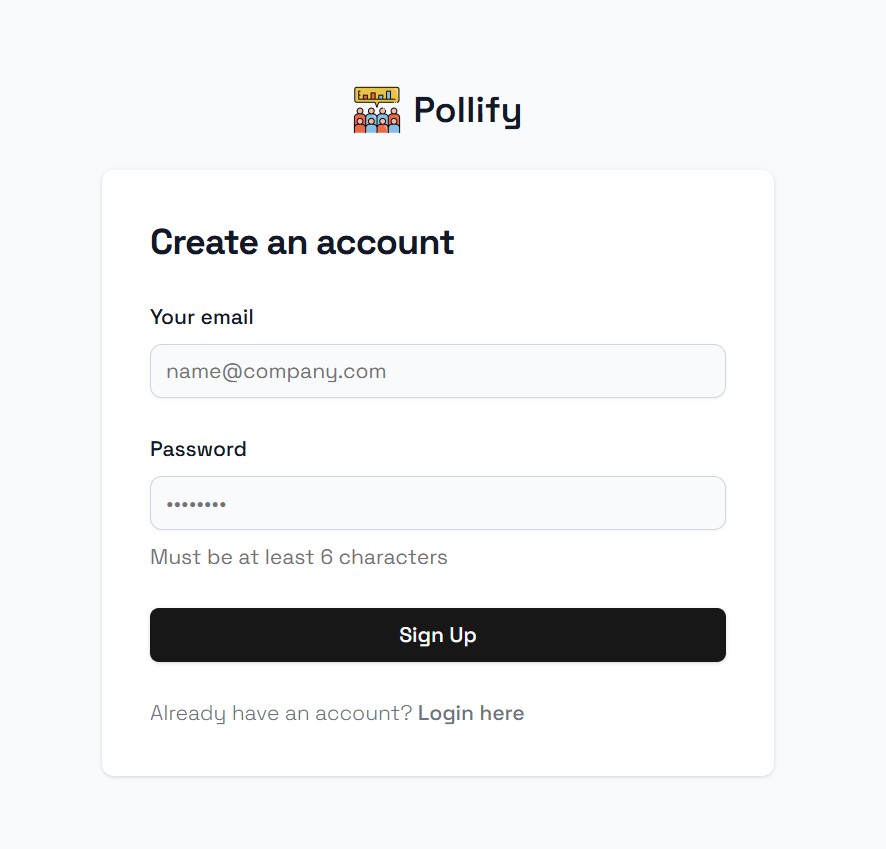 Pollify
Create an account
Your email
name@company.com
Password
••••••••
Must be at least 6 characters
Sign Up
Already have an account? Login here